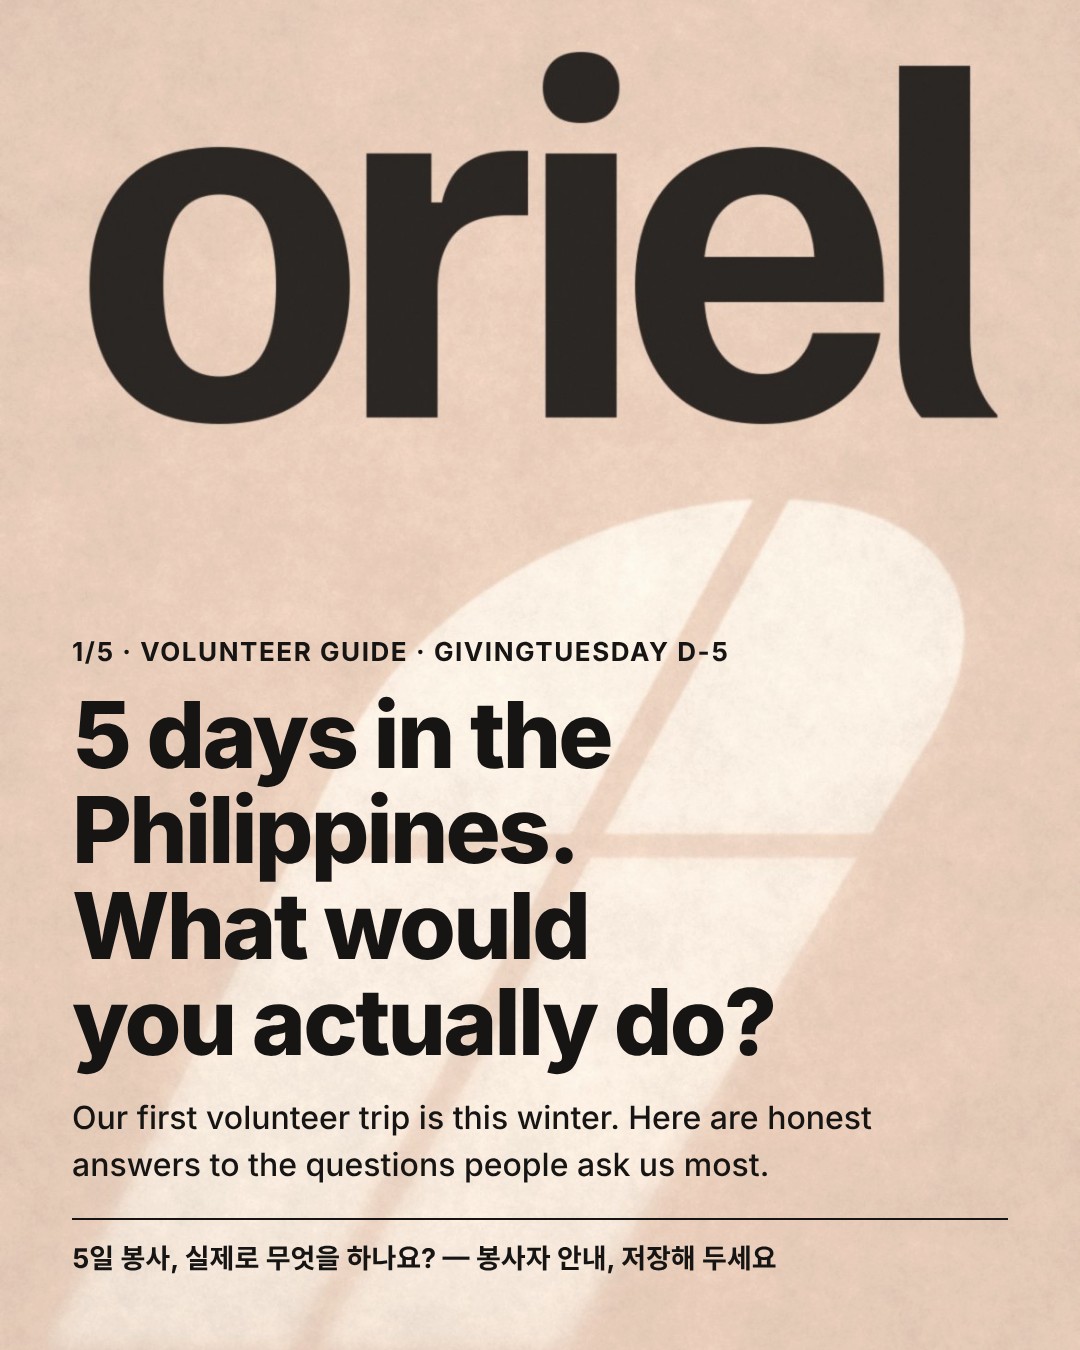 oriel
1/5 · VOLUNTEER GUIDE · GIVINGTUESDAY D-5
5 days in the
Philippines.
What would
you actually do?
Our first volunteer trip is this winter. Here are honest
answers to the questions people ask us most.
5일 봉사, 실제로 무엇을 하나요? — 봉사자 안내, 저장해 두세요